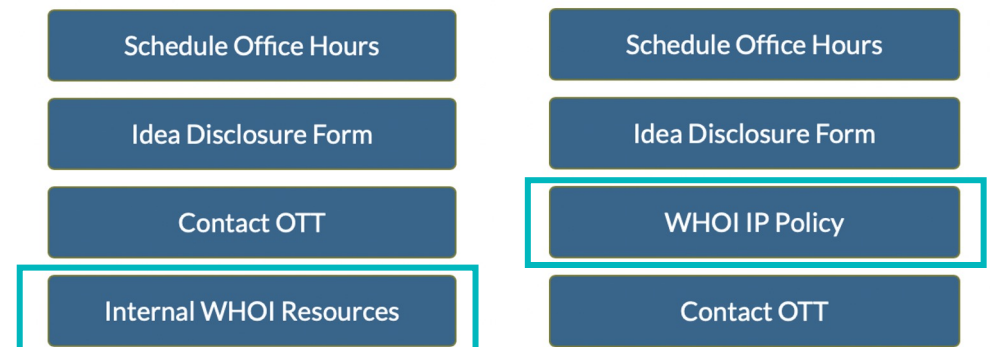 Schedule Office Hours
Idea Disclosure Form
Contact OTT
Internal WHOI Resources
Schedule Office Hours
Idea Disclosure Form
WHOI IP Policy
Contact OTT